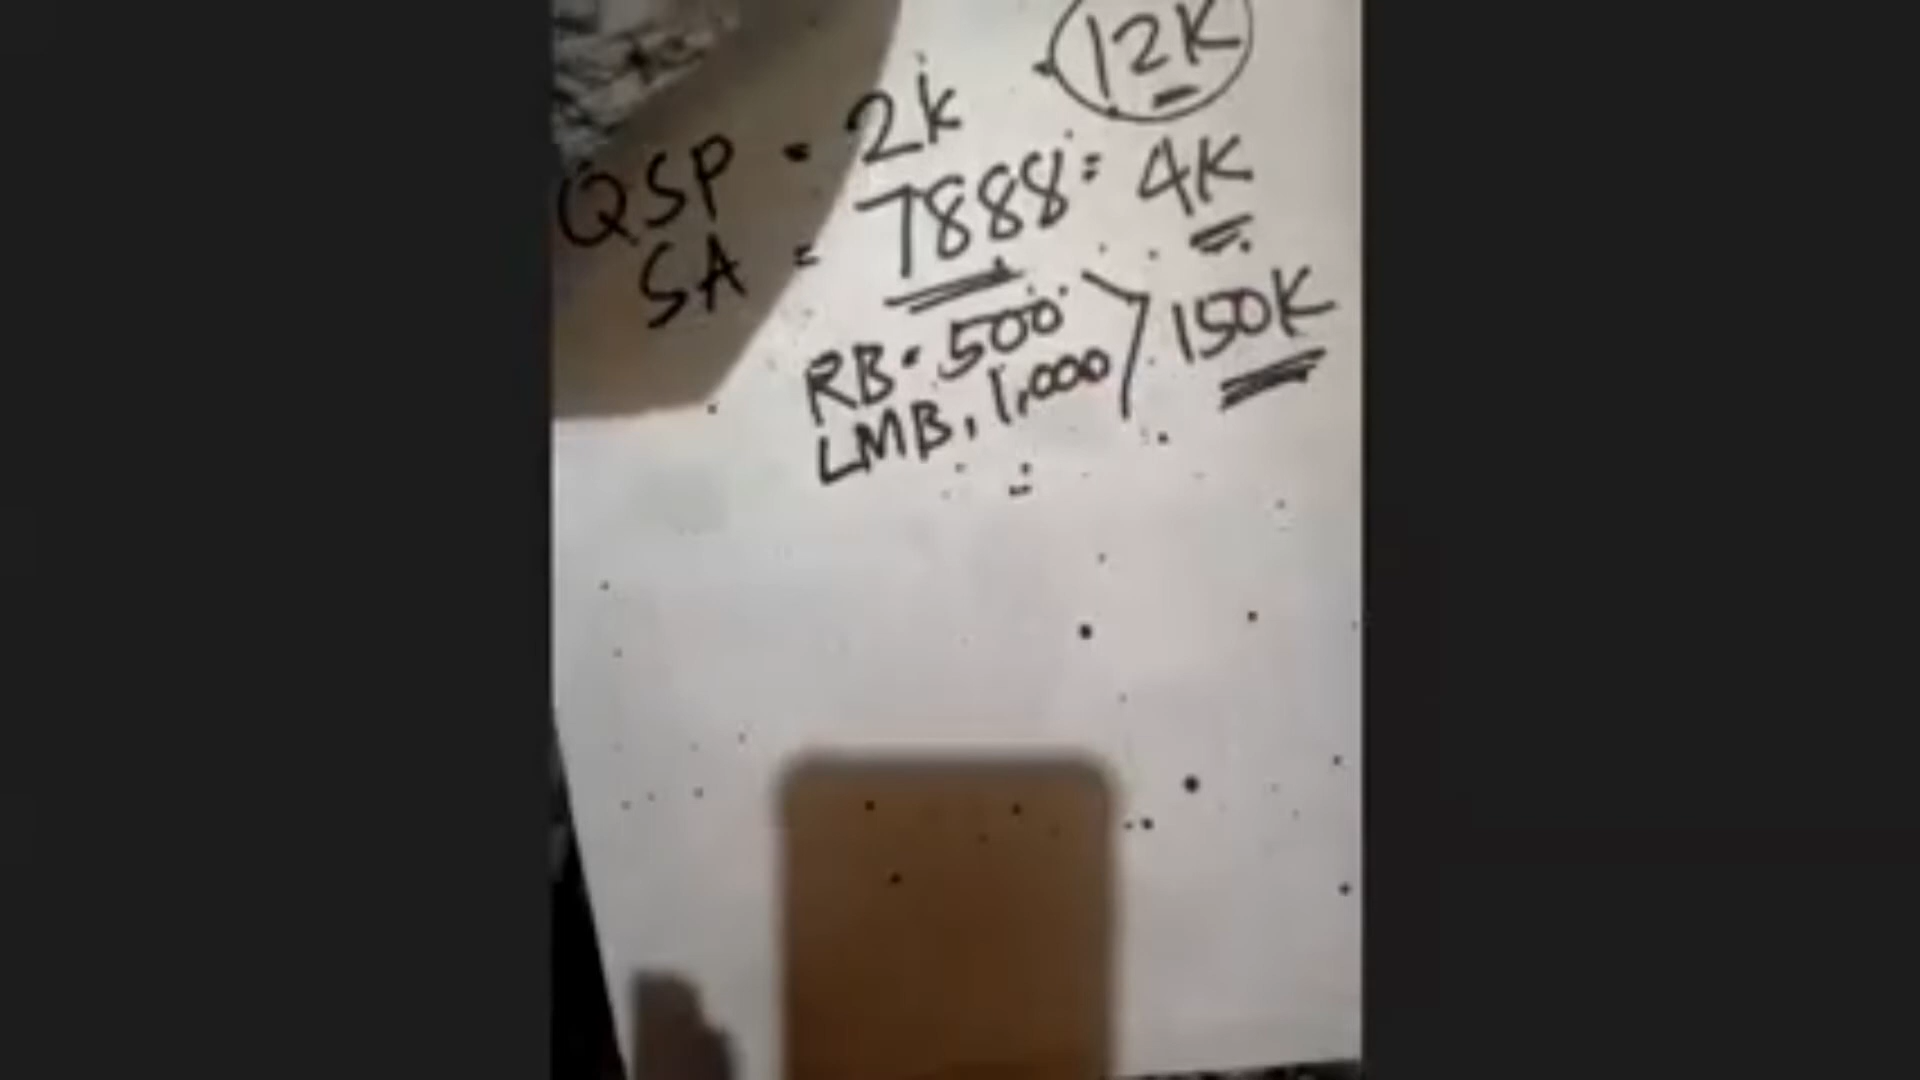 12K
QSP = 2k
SA = 7888 = 4K
RB = 500
150K
LMB, 1,000